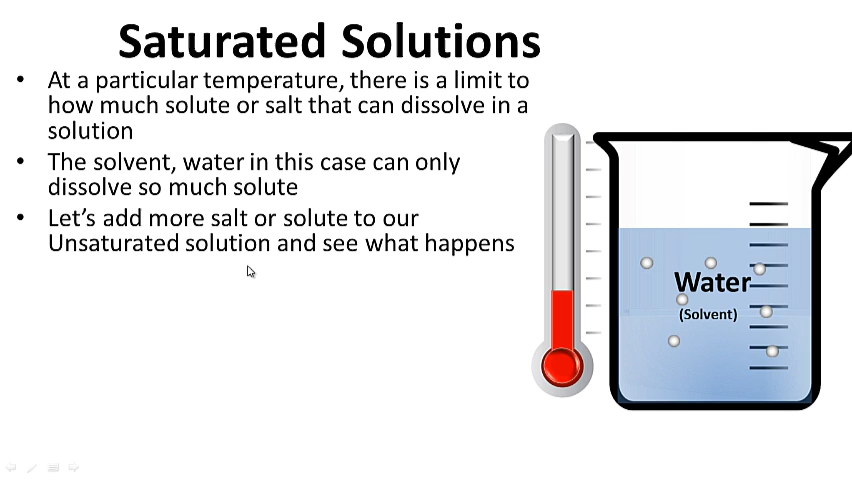 Saturated Solutions
• At a particular temperature, there is a limit to
how much solute or salt that can dissolve in a
solution
• The solvent, water in this case can only
dissolve so much solute
• Let’s add more salt or solute to our
Unsaturated solution and see what happens
Water
(Solvent)